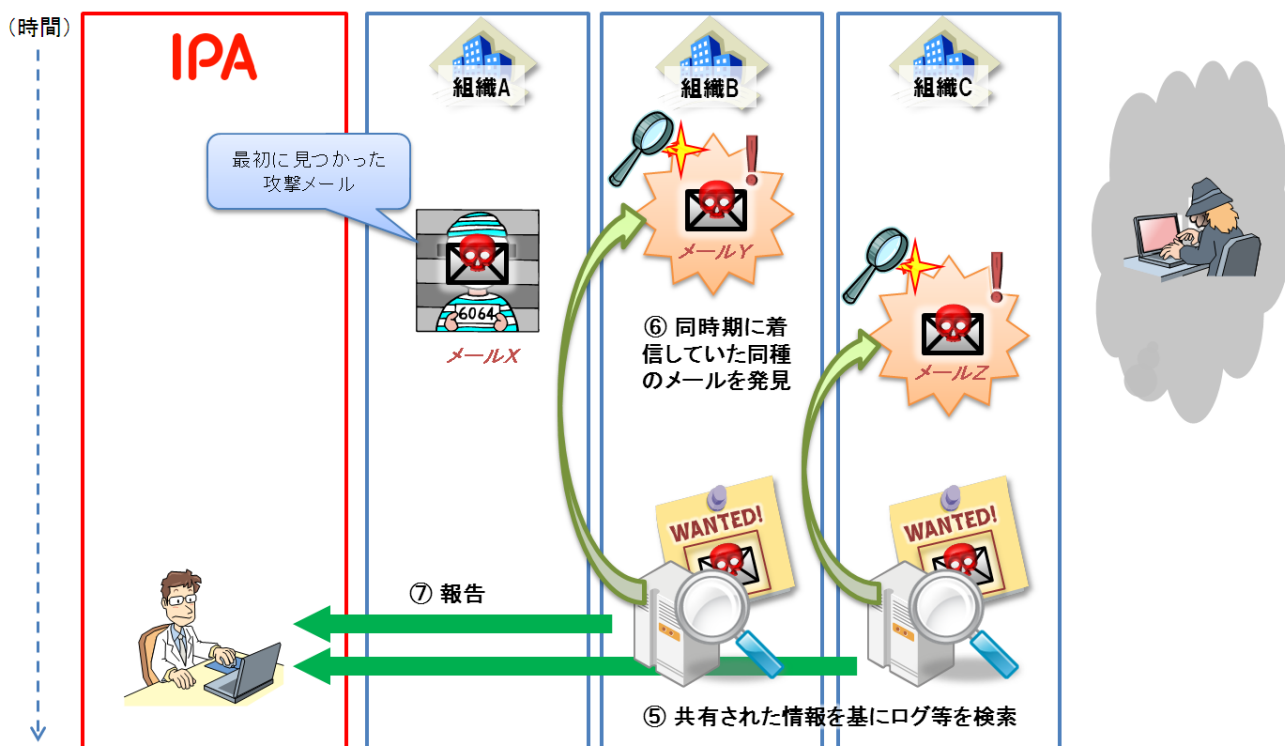 (時間)
IPA
組織A
組織B
組織C
最初に見つかった
攻撃メール
6064
メールX
メールY
メールZ
⑥ 同時期に着
信していた同種
のメールを発見
WANTED!
WANTED!
⑦ 報告
⑤ 共有された情報を基にログ等を検索